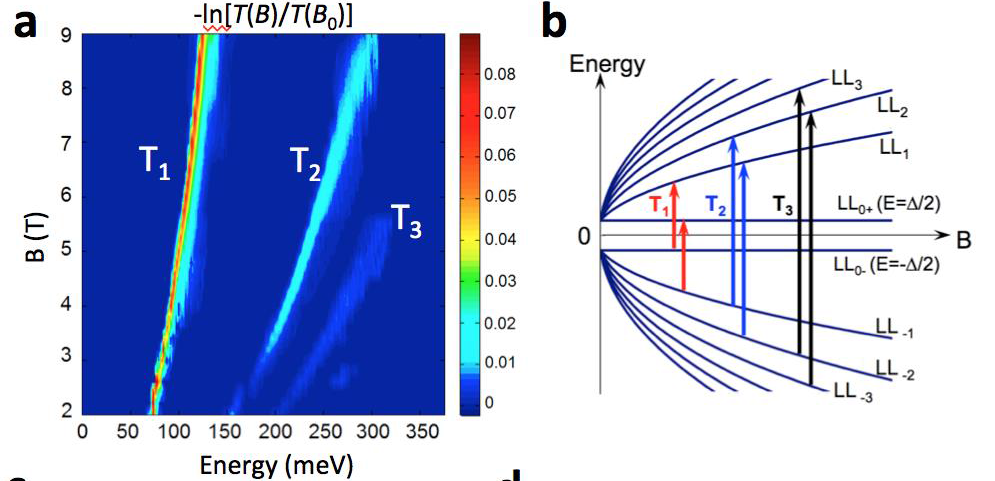 a
-ln[T(B)/T(B₀)]
9
8
7
6
5
4
3
2
B (T)
T₁
T₂
T₃
0
50
100
150
200
250
300
350
Energy (meV)
0.08
0.07
0.06
0.05
0.04
0.03
0.02
0.01
0
b
Energy
LL₃
LL₂
LL₁
T₁
T₂
T₃
LL₀₊ (E=Δ/2)
0
B
LL₀₋ (E=-Δ/2)
LL₋₁
LL₋₂
LL₋₃